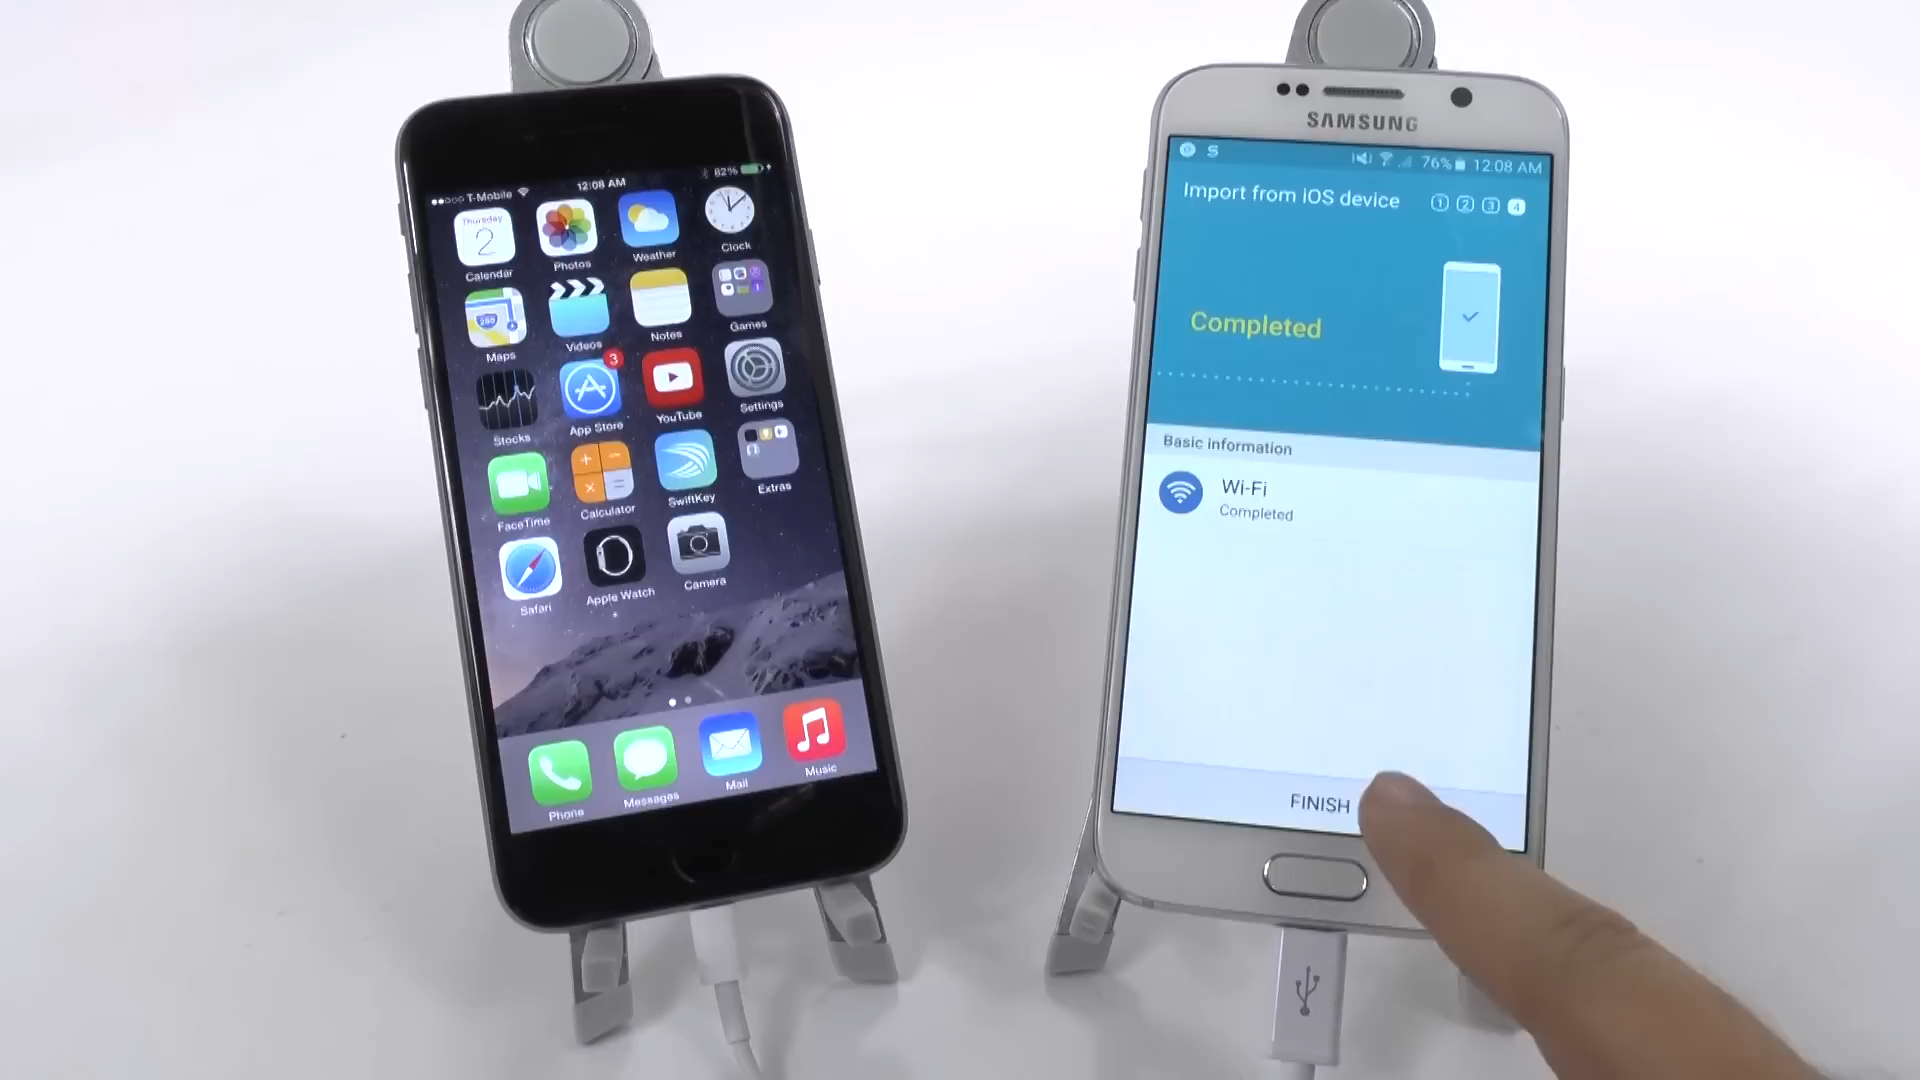 T-Mobile 12:08 AM 82%
Thursday
2
Calendar Photos Weather Clock
280
Maps Videos Notes Games
3
Stocks App Store YouTube Settings
FaceTime Calculator SwiftKey Extras
Safari Apple Watch Camera
Phone Messages Mail Music
SAMSUNG
S 76% 12:08 AM
Import from iOS device 1 2 3 4
Completed
Basic information
Wi-Fi
Completed
FINISH